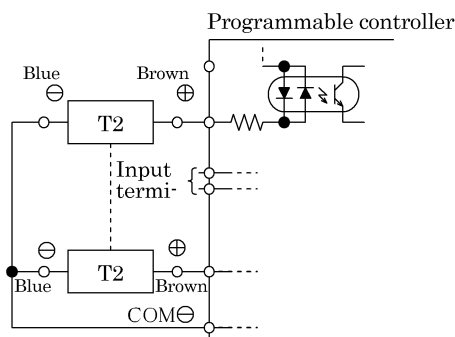 Programmable controller
Blue
Brown
⊖
⊕
T2
Input
termi-
⊖
⊕
T2
Blue
Brown
COM⊖